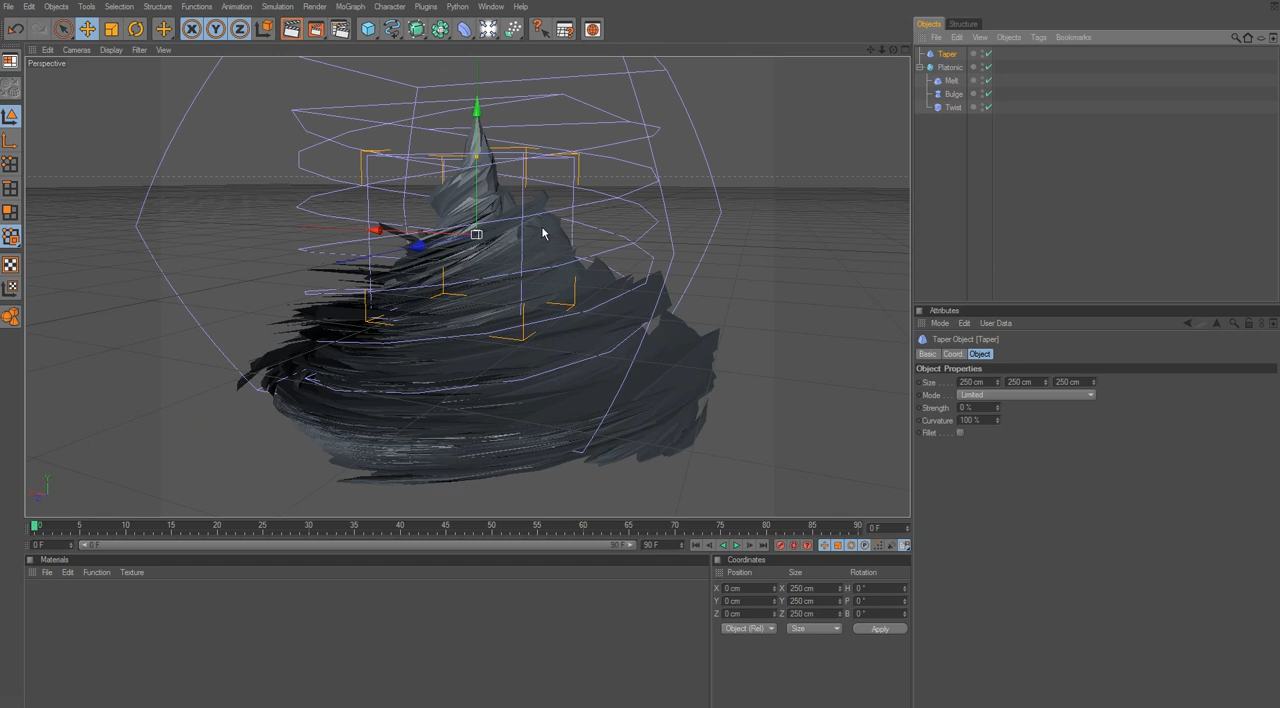 File Edit Objects Tools Selection Structure Functions Animation Simulation Render MoGraph Character Plugins Python Window Help
Objects Structure
File Edit View Objects Tags Bookmarks
Edit Cameras Display Filter View
Perspective
Taper
Platonic
Melt
Bulge
Twist
Attributes
Mode Edit User Data
Taper Object [Taper]
Basic Coord. Object
Object Properties
Size . . . . 250 cm 250 cm 250 cm
Mode . . . Limited
Strength 0 %
Curvature 100 %
Fillet . . . .
X Y Z
Y
0 5 10 15 20 25 30 35 40 45 50 55 60 65 70 75 80 85 90 0 F
0 F 0 F 90 F 90 F
Materials
File Edit Function Texture
Coordinates
Position Size Rotation
X 0 cm X 250 cm H 0 °
Y 0 cm Y 250 cm P 0 °
Z 0 cm Z 250 cm B 0 °
Object (Rel) Size Apply